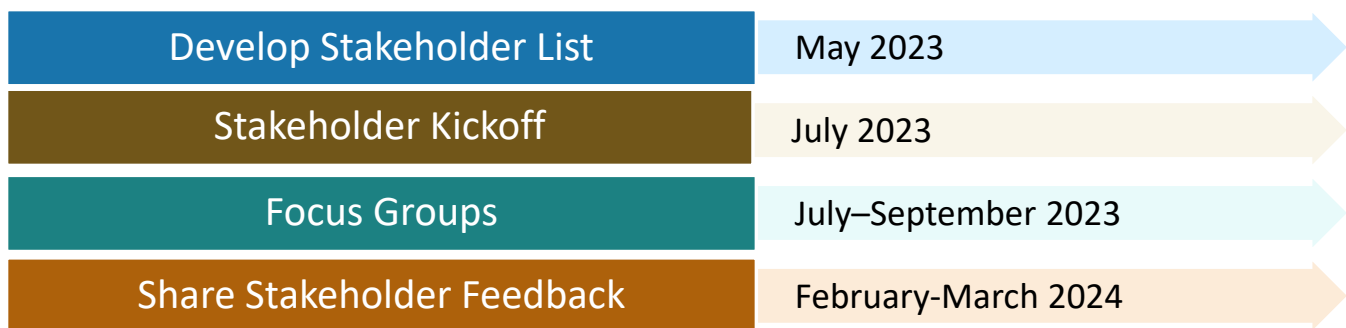 Develop Stakeholder List
May 2023
Stakeholder Kickoff
July 2023
Focus Groups
July–September 2023
Share Stakeholder Feedback
February-March 2024